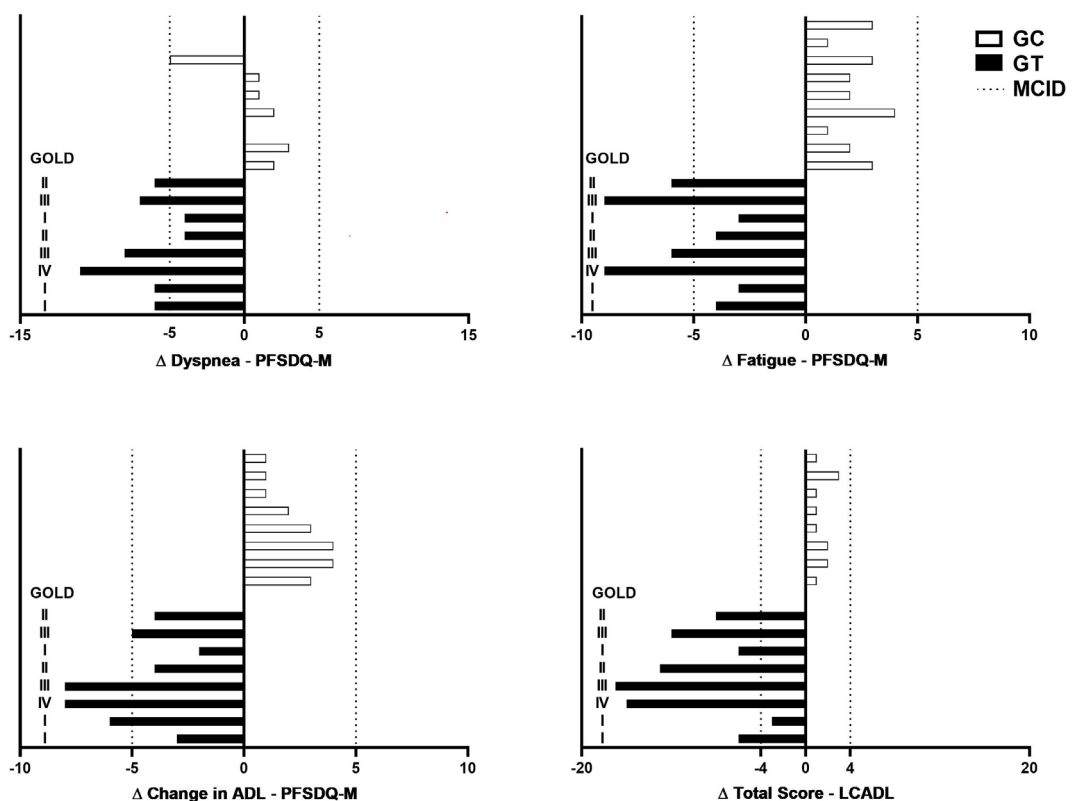 GC
GT
MCID
GOLD
II
III
I
II
III
IV
I
I
-15 -5 0 5 15
Δ Dyspnea - PFSDQ-M
GOLD
II
III
I
II
III
IV
I
I
-10 -5 0 5 10
Δ Fatigue - PFSDQ-M
GOLD
II
III
I
II
III
IV
I
I
-10 -5 0 5 10
Δ Change in ADL - PFSDQ-M
GOLD
II
III
I
II
III
IV
I
I
-20 -4 0 4 20
Δ Total Score - LCADL